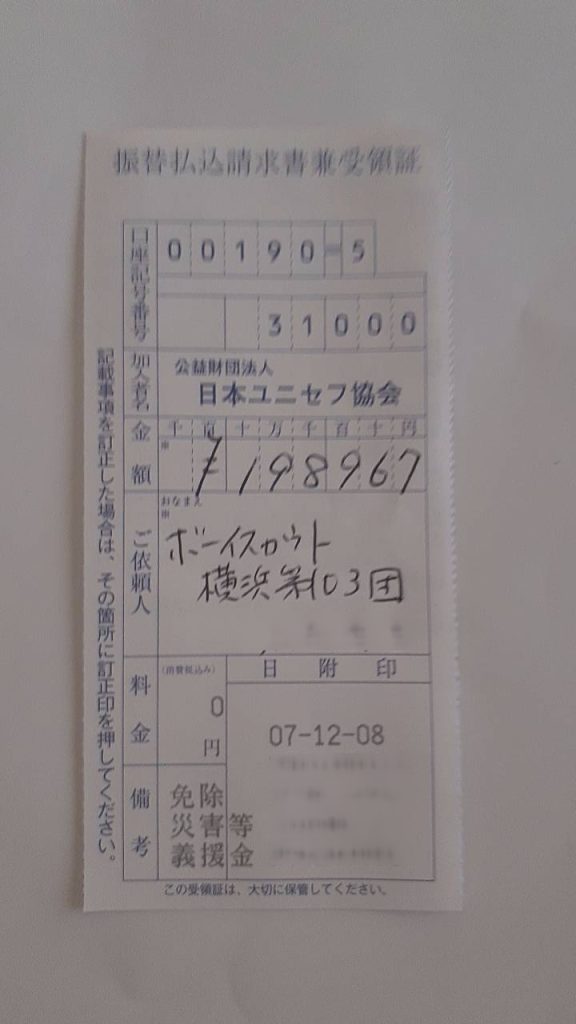 振替払込請求書兼受領証
口座記号番号
00190-5
31000
加入者名
公益財団法人
日本ユニセフ協会
金額
千百十万千百十円
※
¥198967
ご依頼人
おなまえ
※
ボーイスカウト
横浜第103団
料金
(消費税込み)
0
円
日附印
07-12-08
備考
免除
災害等
義援金
記載事項を訂正した場合は、その箇所に訂正印を押してください。
この受領証は、大切に保管してください。